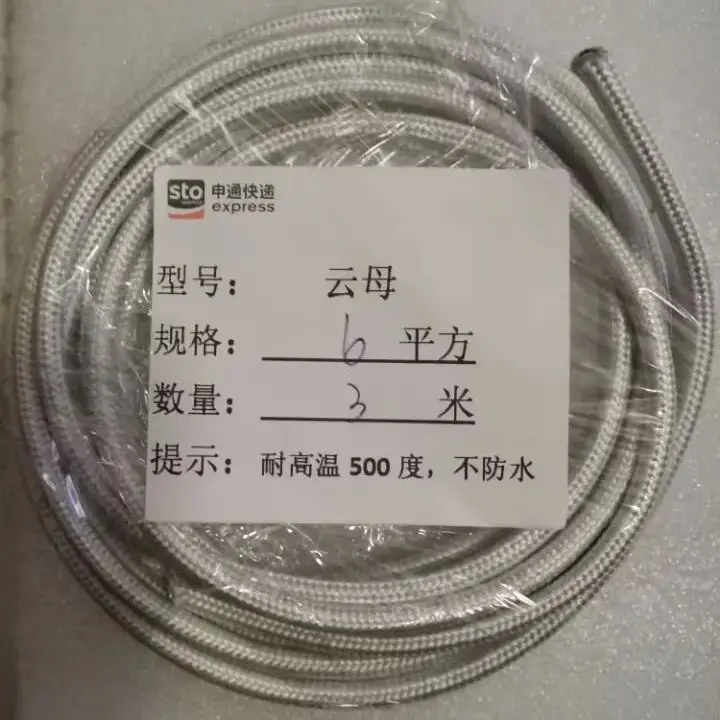 sto 申通快递
express
型号： 云母
规格： 6 平方
数量： 3 米
提示： 耐高温 500 度，不防水